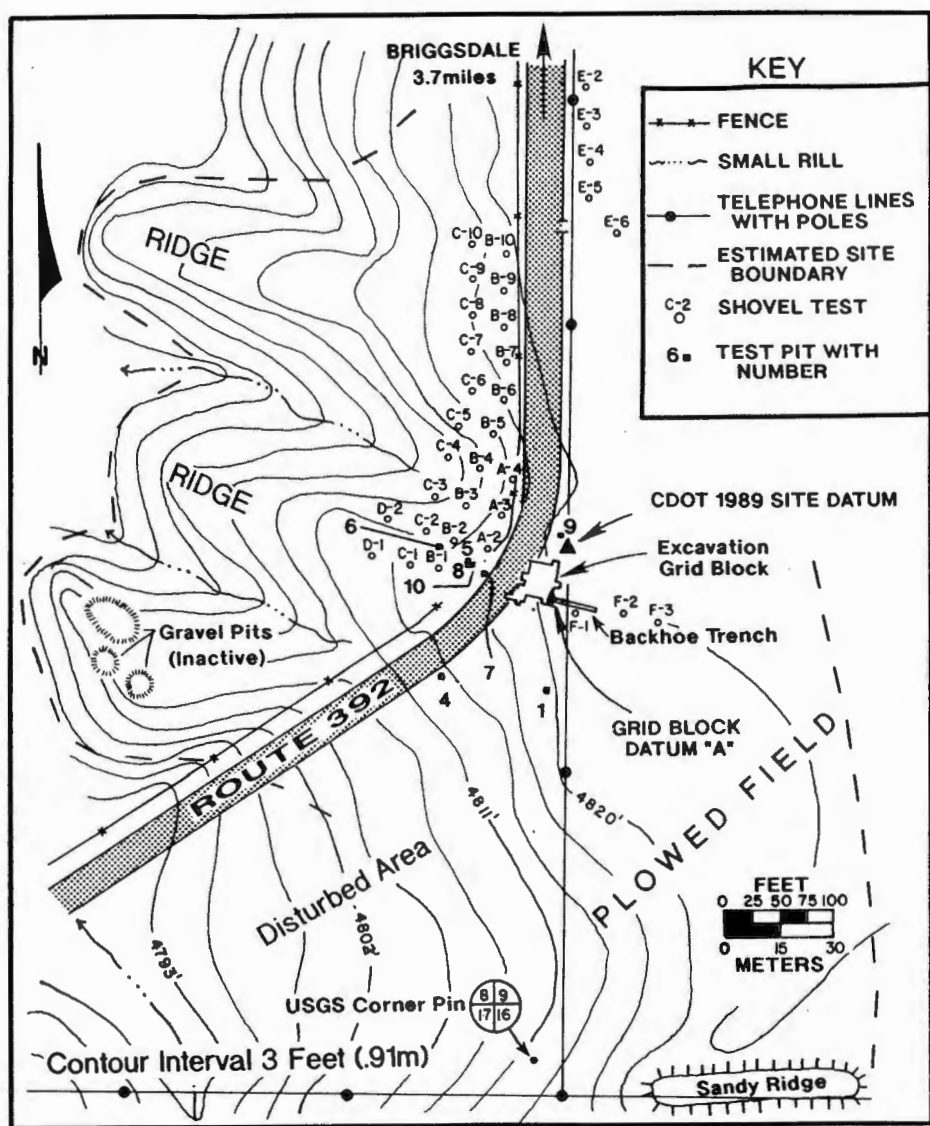 BRIGGSDALE
3.7miles
KEY
FENCE
SMALL RILL
TELEPHONE LINES
WITH POLES
ESTIMATED SITE
BOUNDARY
C-2
SHOVEL TEST
6
TEST PIT WITH
NUMBER
E-2
E-3
E-4
E-5
E-6
N
RIDGE
RIDGE
C-10
B-10
C-9
B-9
C-8
B-8
C-7
B-7
C-6
B-6
C-5
B-5
C-4
B-4
A-4
C-3
B-3
A-3
D-2
C-2
B-2
A-2
D-1
C-1
B-1
6
5
8
10
9
7
4
1
CDOT 1989 SITE DATUM
Excavation
Grid Block
F-1
F-2
F-3
Backhoe Trench
Gravel Pits
(Inactive)
GRID BLOCK
DATUM "A"
ROUTE 392
4811'
4820'
PLOWED FIELD
Disturbed Area
4802'
4793'
FEET
0 25 50 75 100
0 15 30
METERS
USGS Corner Pin
8 9
17 16
Contour Interval 3 Feet (.91m)
Sandy Ridge